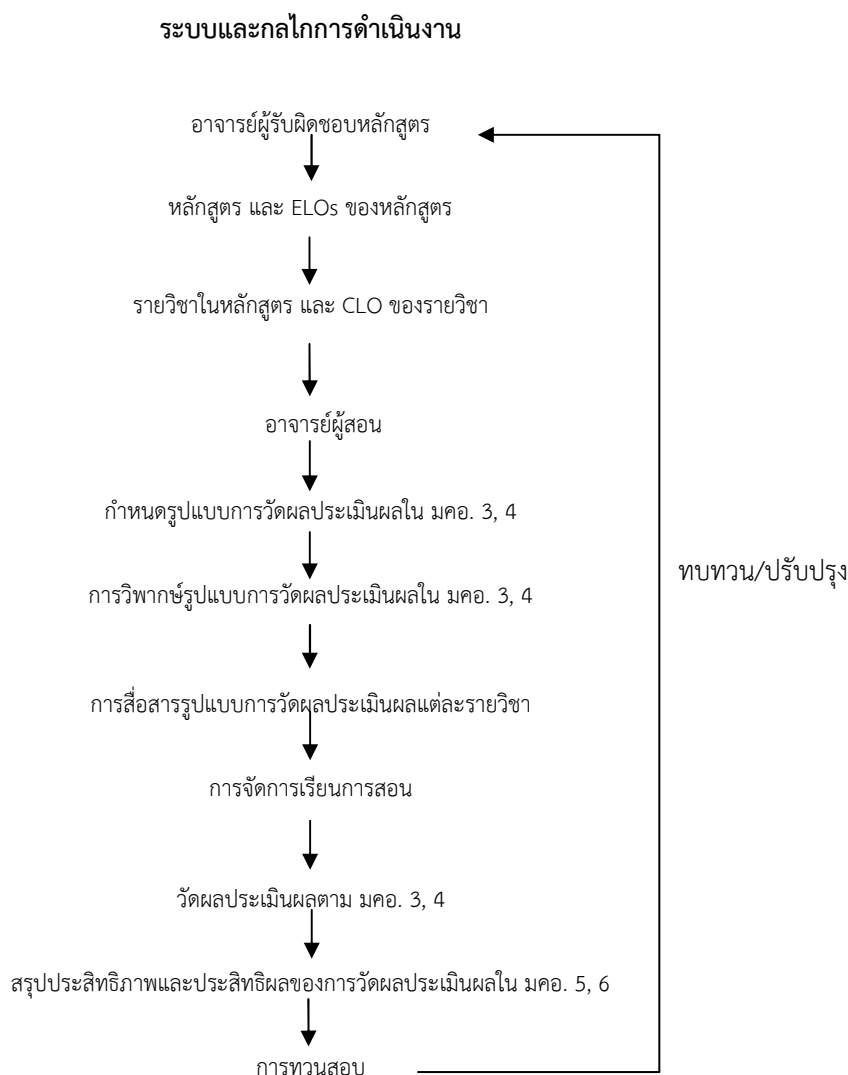 ระบบและกลไกการดำเนินงาน
อาจารย์ผู้รับผิดชอบหลักสูตร
หลักสูตร และ ELOs ของหลักสูตร
รายวิชาในหลักสูตร และ CLO ของรายวิชา
อาจารย์ผู้สอน
กำหนดรูปแบบการวัดผลประเมินผลใน มคอ. 3, 4
การวิพากษ์รูปแบบการวัดผลประเมินผลใน มคอ. 3, 4
ทบทวน/ปรับปรุง
การสื่อสารรูปแบบการวัดผลประเมินผลแต่ละรายวิชา
การจัดการเรียนการสอน
วัดผลประเมินผลตาม มคอ. 3, 4
สรุปประสิทธิภาพและประสิทธิผลของการวัดผลประเมินผลใน มคอ. 5, 6
การทวนสอบ